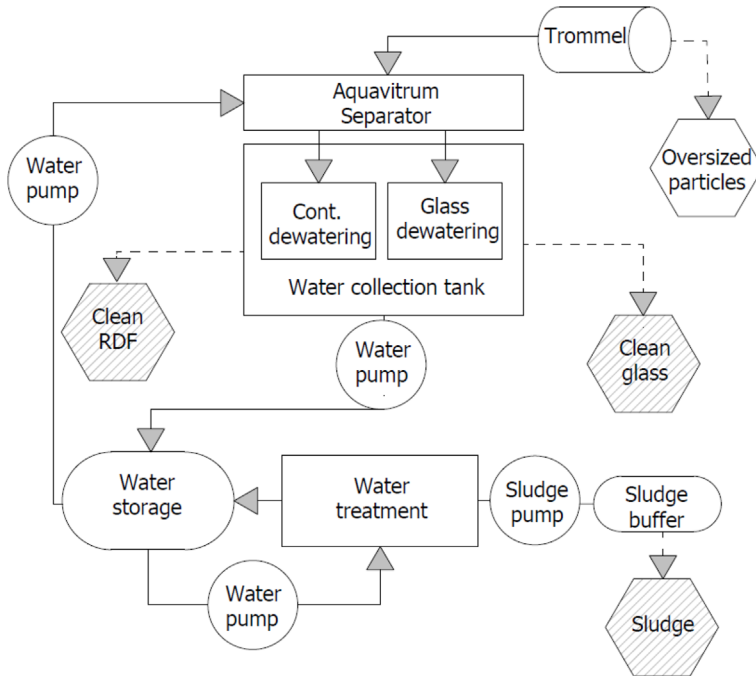 Trommel
Aquavitrum
Separator
Water
pump
Oversized
particles
Cont.
dewatering
Glass
dewatering
Water collection tank
Clean
RDF
Water
pump
Clean
glass
Water
storage
Water
treatment
Sludge
pump
Sludge
buffer
Water
pump
Sludge